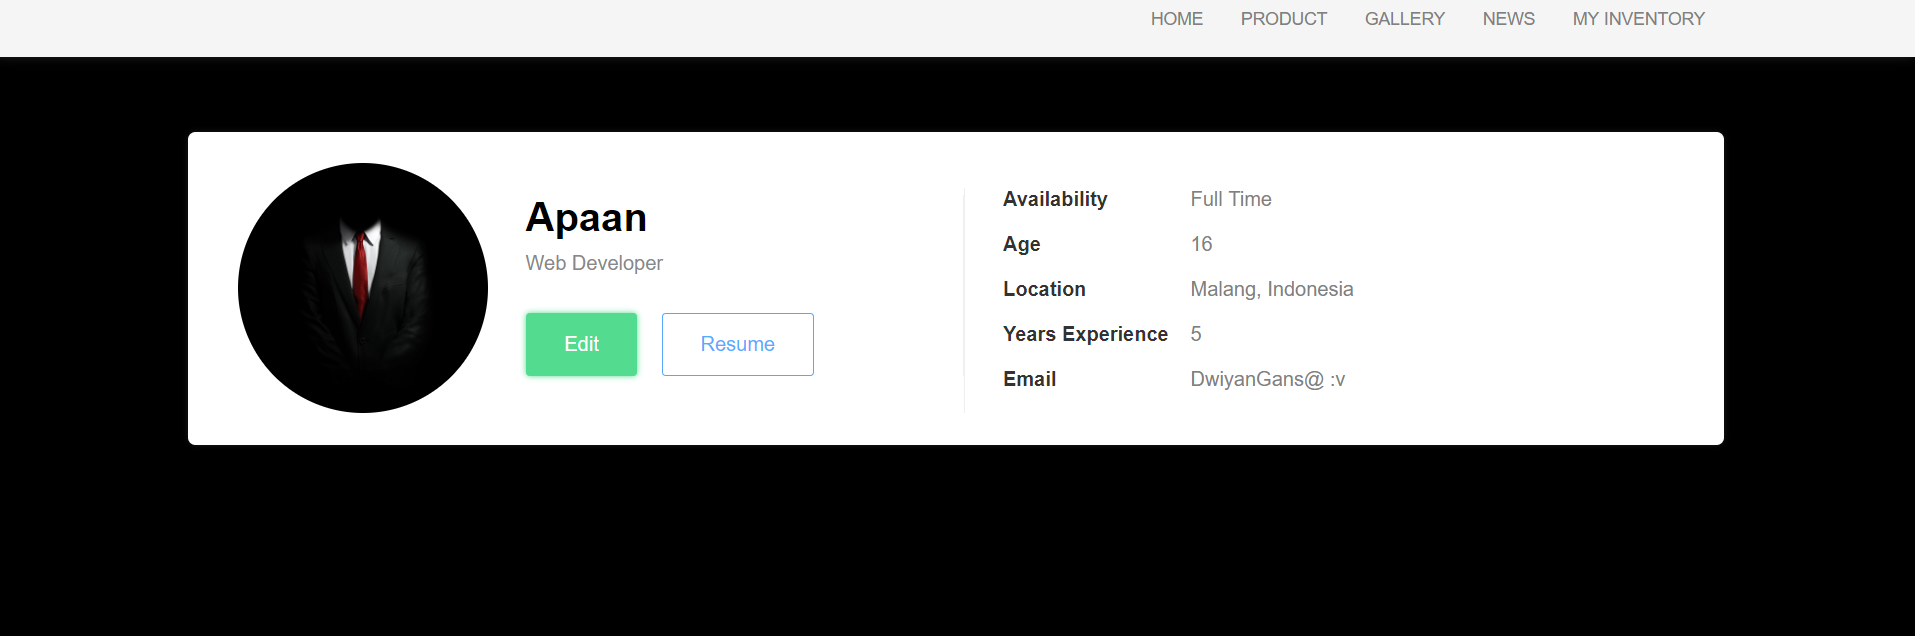 HOME PRODUCT GALLERY NEWS MY INVENTORY
Apaan
Web Developer
Edit Resume
Availability Full Time
Age 16
Location Malang, Indonesia
Years Experience 5
Email DwiyanGans@ :v